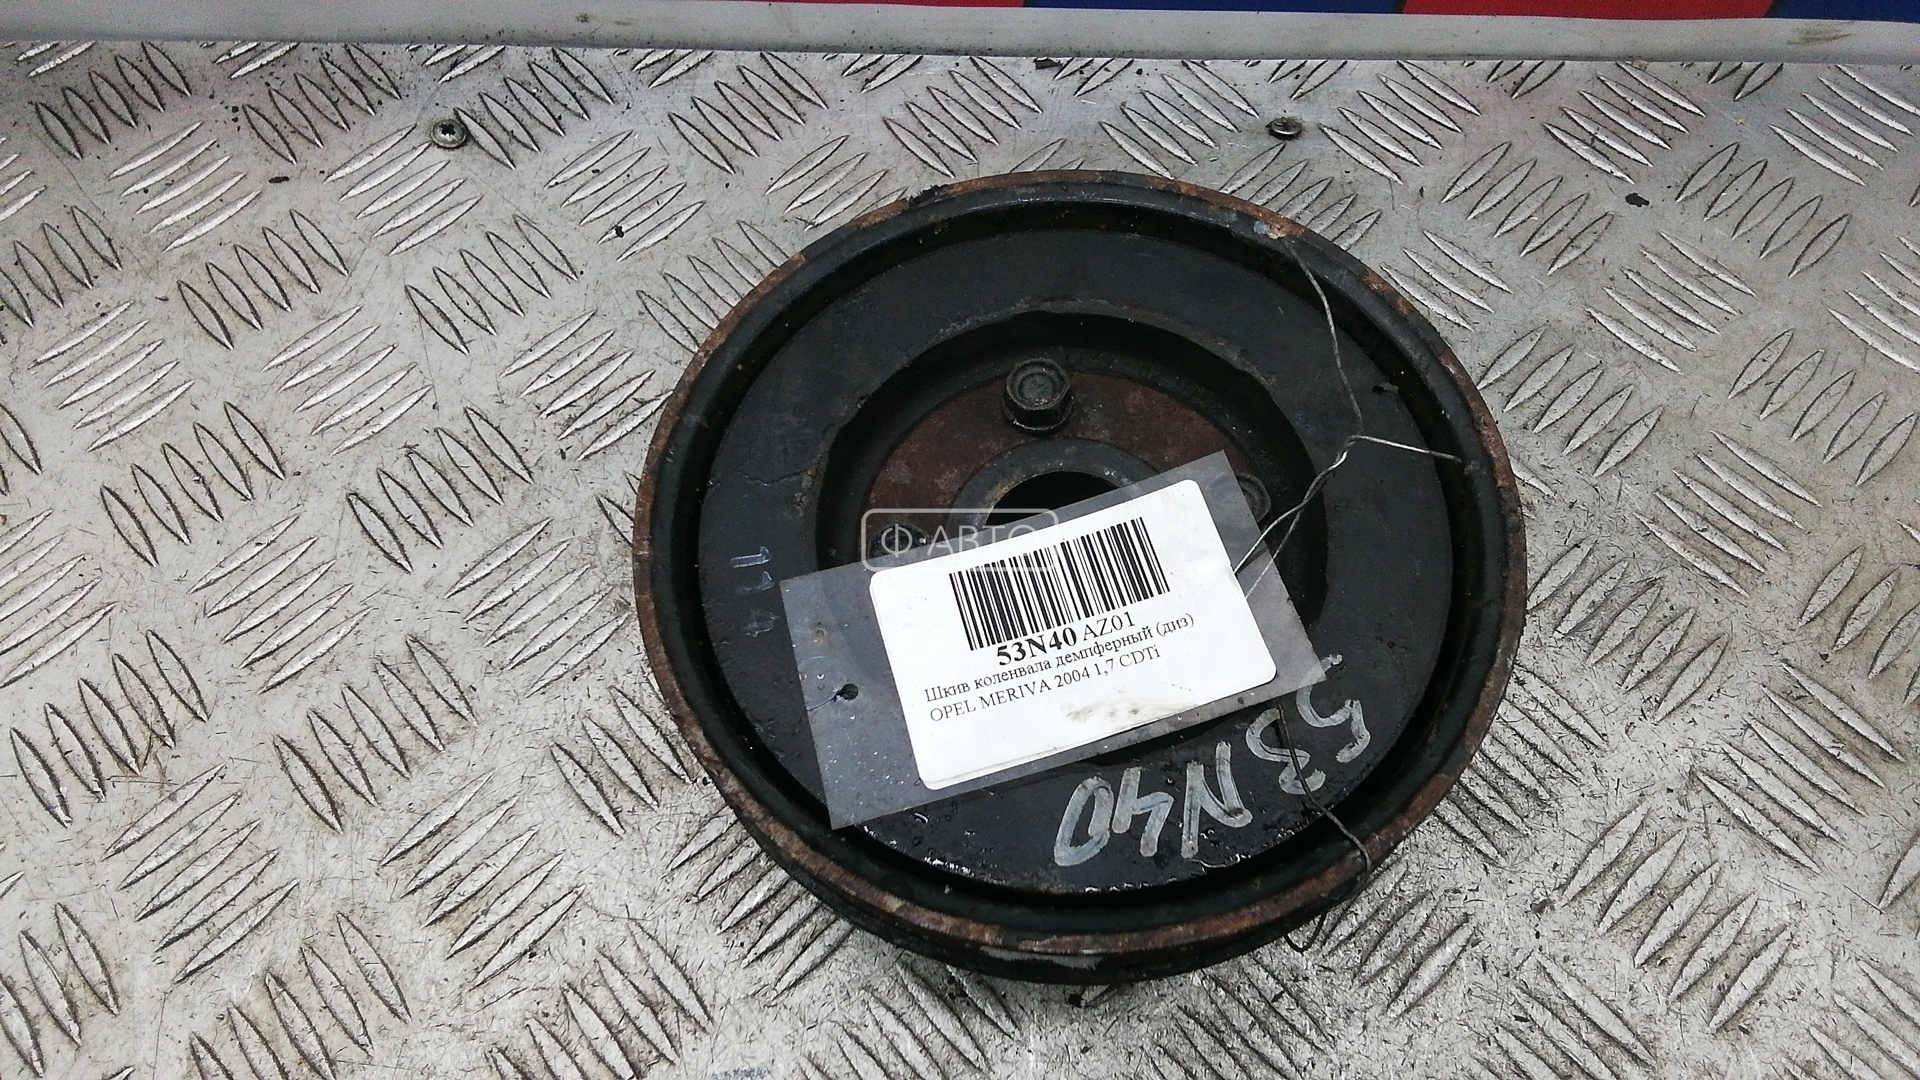 Ф АВТО
53N40 AZ01
Шкив коленвала демпферный (диз)
OPEL MERIVA 2004 1,7 CDTi
53N40